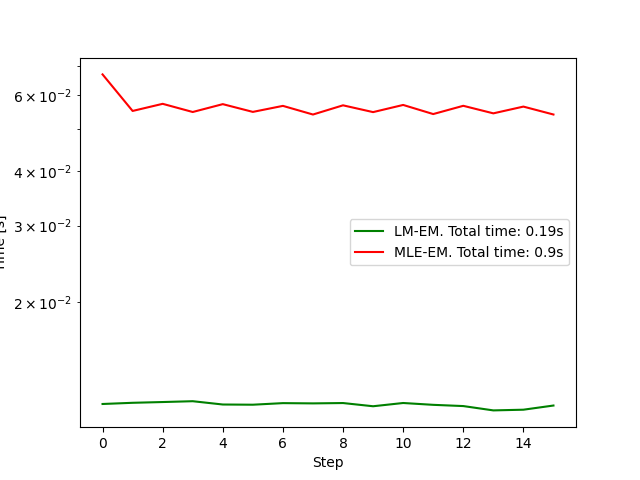 6 × 10⁻²
4 × 10⁻²
3 × 10⁻²
2 × 10⁻²
Time [s]
LM-EM. Total time: 0.19s
MLE-EM. Total time: 0.9s
0 2 4 6 8 10 12 14
Step